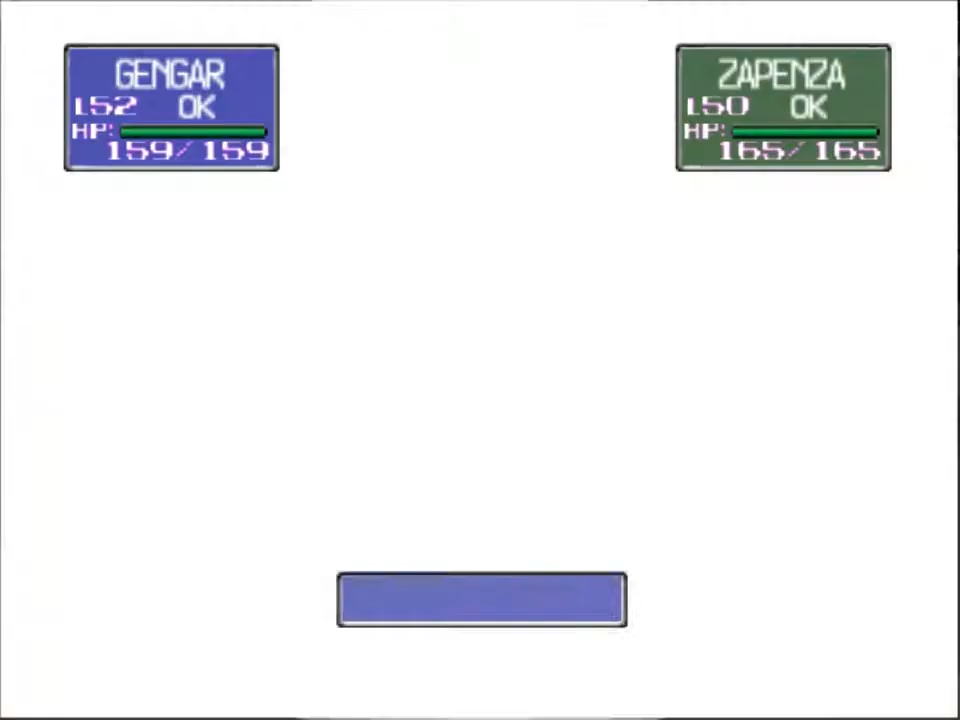 GENGAR
L52 OK
HP:
159/159
ZAPENZA
L50 OK
HP:
165/165